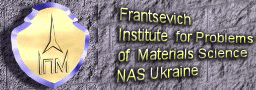 Frantsevich
Institute for Problems
of Materials Science
NAS Ukraine